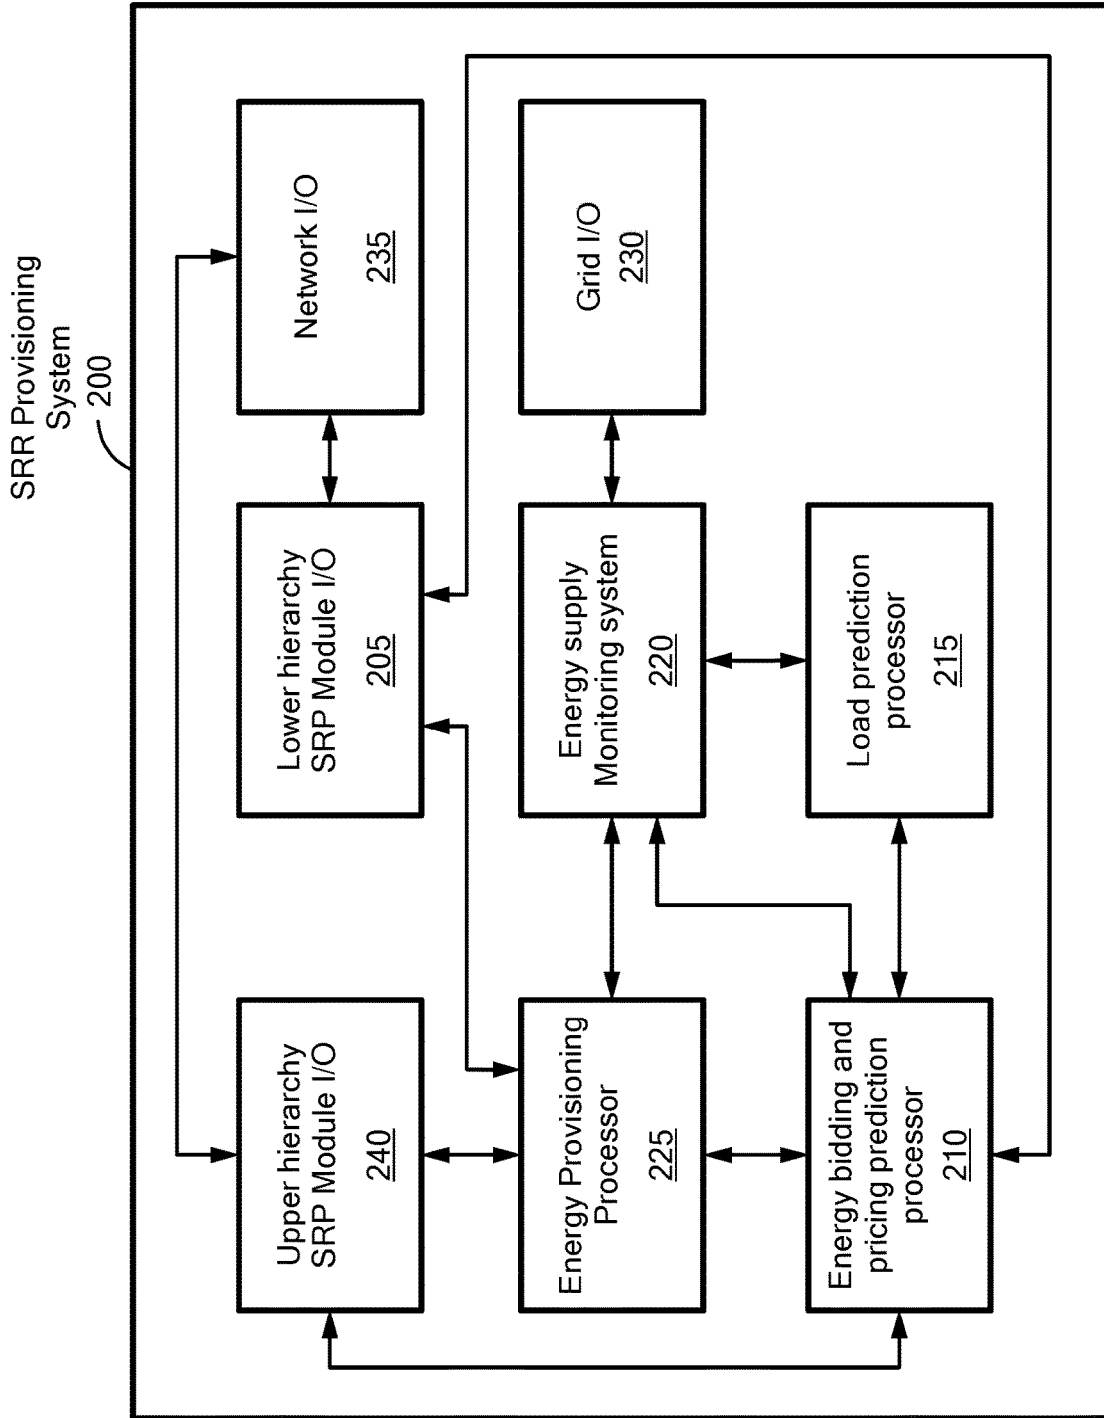 SRR Provisioning
System
200
Upper hierarchy
SRP Module I/O
240
Lower hierarchy
SRP Module I/O
205
Network I/O
235
Energy Provisioning
Processor
225
Energy supply
Monitoring system
220
Grid I/O
230
Energy bidding and
pricing prediction
processor
210
Load prediction
processor
215